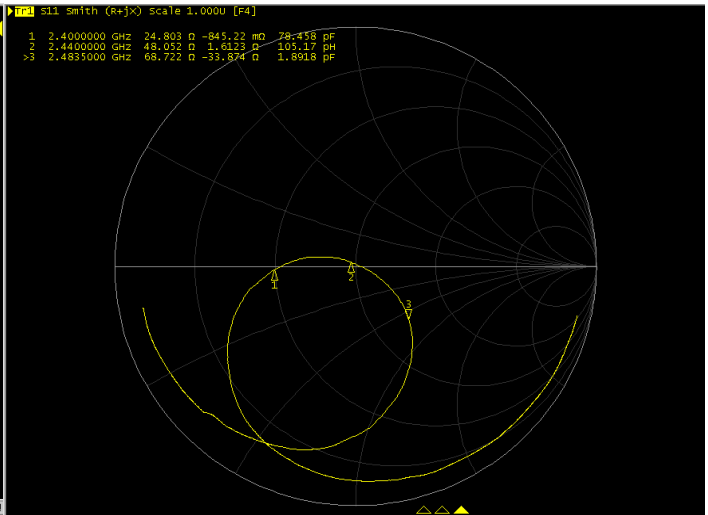 Tr1 S11 Smith (R+jX) Scale 1.000U [F4]
1 2.4000000 GHz 24.803 Ω -845.22 mΩ 78.458 pF
2 2.4400000 GHz 48.052 Ω 1.6123 Ω 105.17 pH
>3 2.4835000 GHz 68.722 Ω -33.874 Ω 1.8918 pF
1
2
3